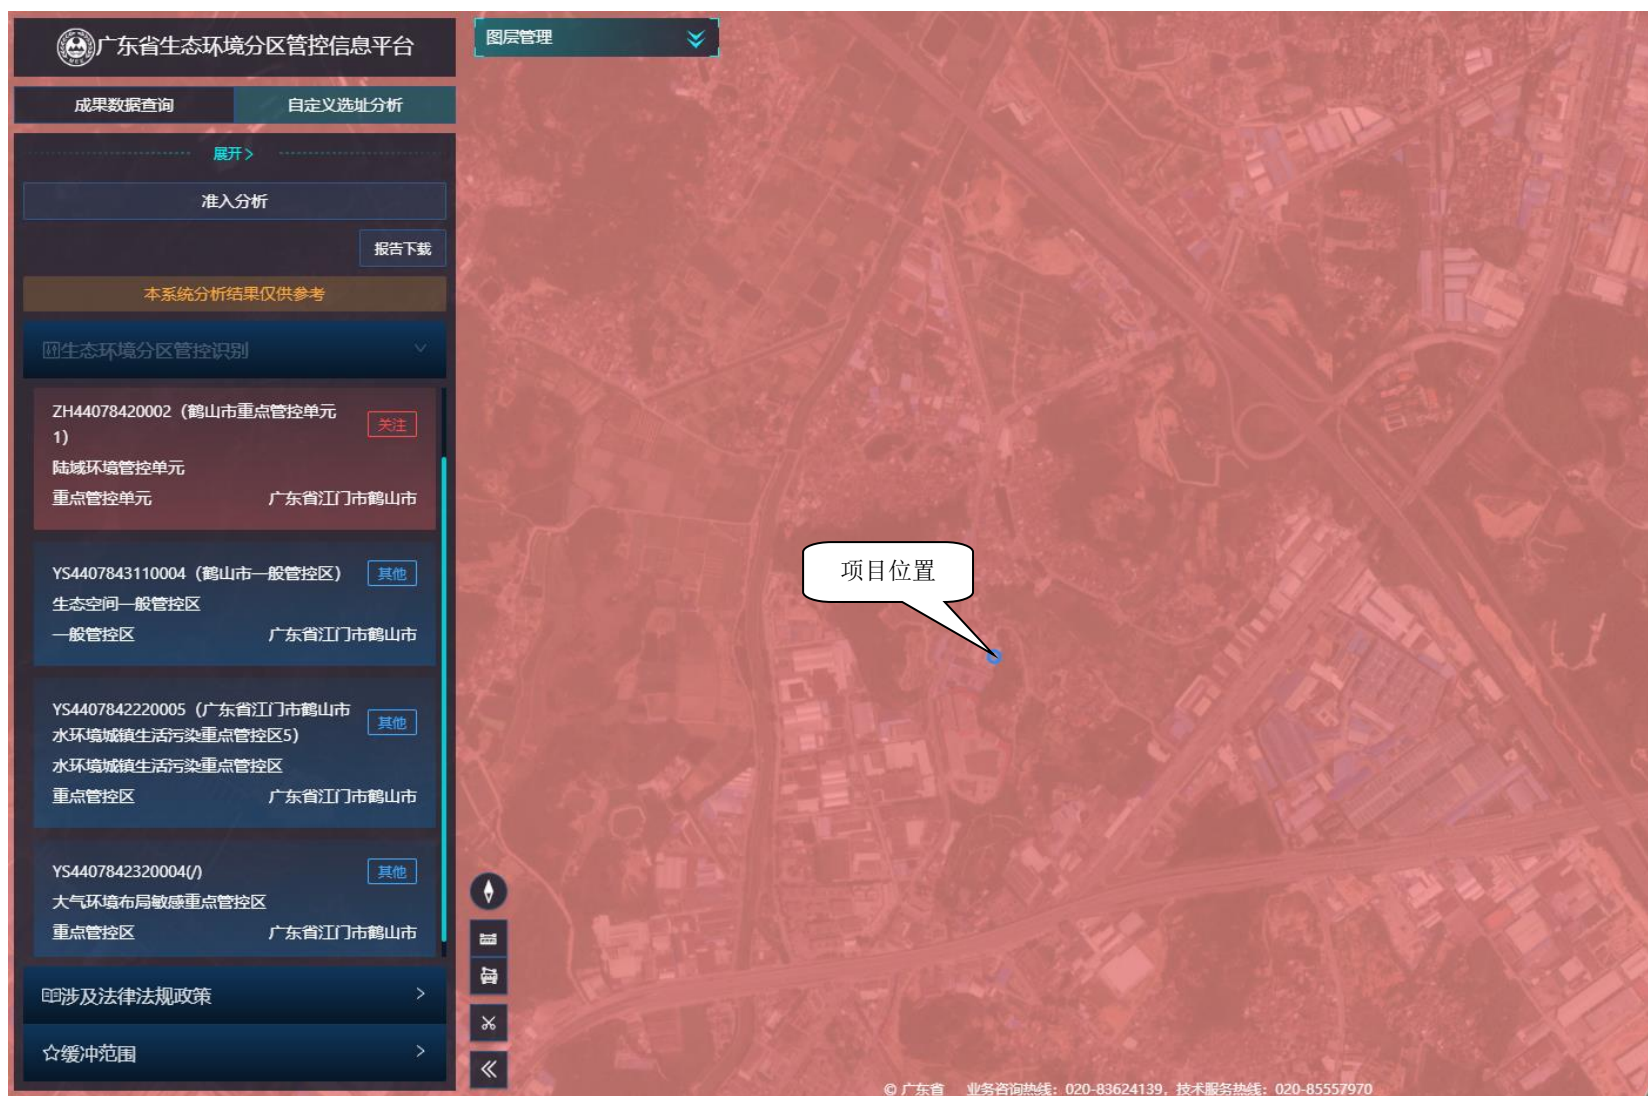 广东省生态环境分区管控信息平台
成果数据查询
自定义选址分析
展开>
准入分析
报告下载
本系统分析结果仅供参考
生态环境分区管控识别
ZH44078420002（鹤山市重点管控单元
1）
关注
陆域环境管控单元
重点管控单元
广东省江门市鹤山市
YS4407843110004（鹤山市一般管控区）
其他
生态空间一般管控区
一般管控区
广东省江门市鹤山市
YS4407842220005（广东省江门市鹤山市
水环境城镇生活污染重点管控区5）
其他
水环境城镇生活污染重点管控区
重点管控区
广东省江门市鹤山市
YS4407842320004(/)
其他
大气环境布局敏感重点管控区
重点管控区
广东省江门市鹤山市
涉及法律法规政策
缓冲范围
图层管理
项目位置
© 广东省 业务咨询热线：020-83624139，技术服务热线：020-85557970